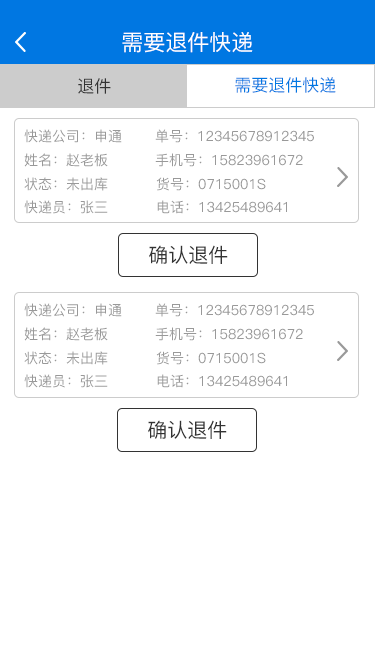 需要退件快递
退件 需要退件快递
快递公司：申通 单号：12345678912345
姓名：赵老板 手机号：15823961672
状态：未出库 货号：0715001S
快递员：张三 电话：13425489641
确认退件
快递公司：申通 单号：12345678912345
姓名：赵老板 手机号：15823961672
状态：未出库 货号：0715001S
快递员：张三 电话：13425489641
确认退件